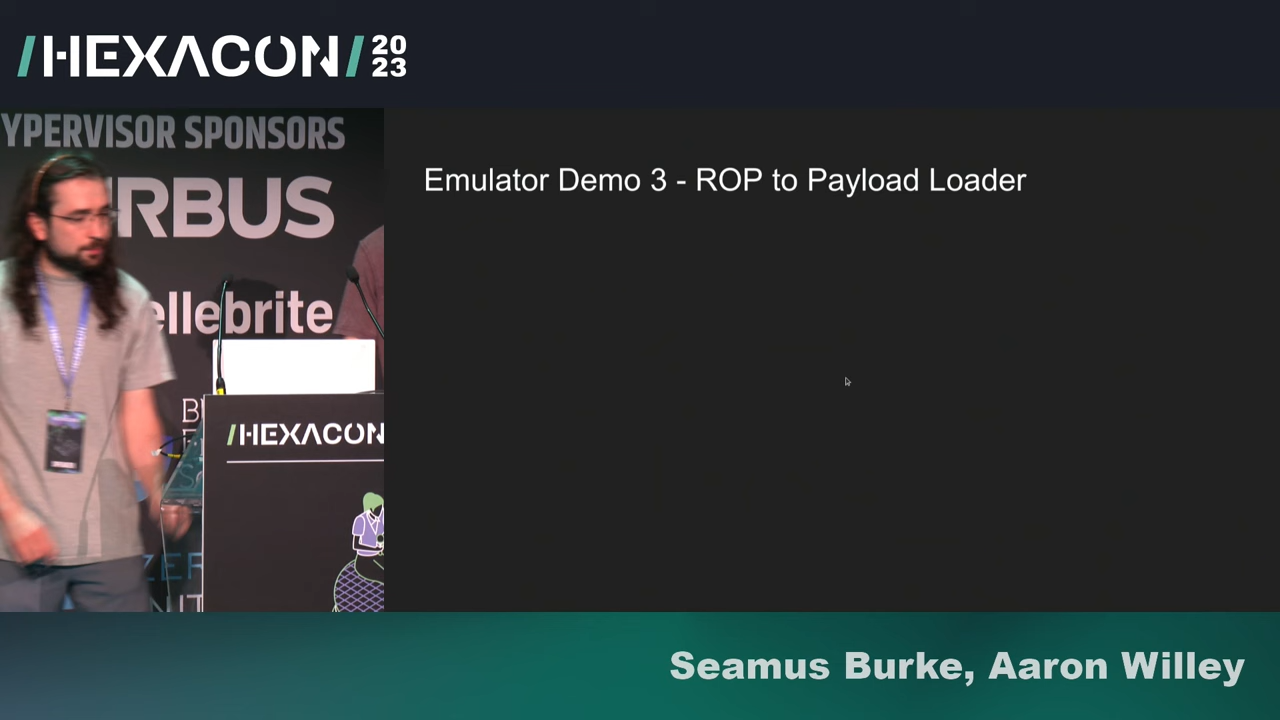 /HEXACON/ 20
23
YPERVISOR SPONSORS
RBUS
ellebrite
/HEXACON
Emulator Demo 3 - ROP to Payload Loader
Seamus Burke, Aaron Willey